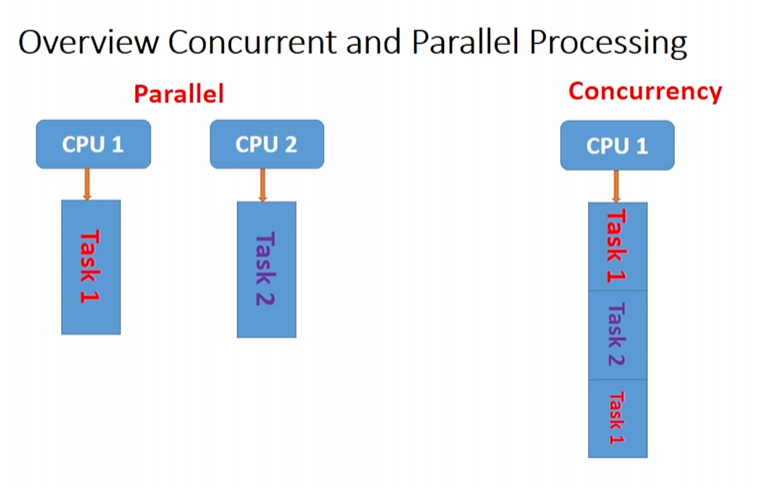 Overview Concurrent and Parallel Processing
Parallel
Concurrency
CPU 1
CPU 2
CPU 1
Task 1
Task 2
Task 1
Task 2
Task 1